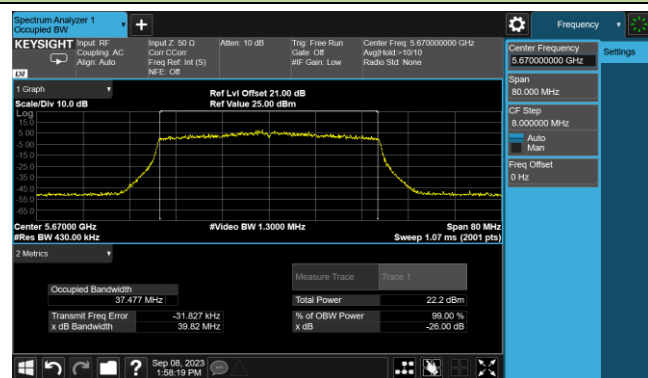 Spectrum Analyzer 1
Occupied BW
+
Frequency
KEYSIGHT
Input: RF
Coupling: AC
Align: Auto
Input Z: 50 Ω
Corr CCorr
Freq Ref: Int (S)
NFE: Off
Atten: 10 dB
Trig: Free Run
Gate: Off
#IF Gain: Low
Center Freq: 5.670000000 GHz
Avg|Hold:>10/10
Radio Std: None
LXI
Center Frequency
5.670000000 GHz
Settings
Span
80.000 MHz
CF Step
8.000000 MHz
Auto
Man
Freq Offset
0 Hz
1 Graph
Scale/Div 10.0 dB
Ref Lvl Offset 21.00 dB
Ref Value 25.00 dBm
Log
15.0
5.00
-5.00
-15.0
-25.0
-35.0
-45.0
-55.0
-65.0
Center 5.67000 GHz
#Res BW 430.00 kHz
#Video BW 1.3000 MHz
Span 80 MHz
Sweep 1.07 ms (2001 pts)
2 Metrics
Measure Trace
Trace 1
Occupied Bandwidth
37.477 MHz
Total Power
22.2 dBm
Transmit Freq Error
-31.827 kHz
% of OBW Power
99.00 %
x dB Bandwidth
39.82 MHz
x dB
-26.00 dB
?
Sep 08, 2023
1:58:19 PM